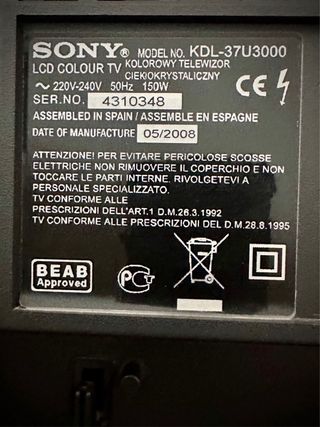 SONY® MODEL NO. KDL-37U3000
LCD COLOUR TV KOLOROWY TELEWIZOR CIEKłOKRYSTALICZNY
~ 220V-240V 50Hz 150W
SER.NO. 4310348
ASSEMBLED IN SPAIN / ASSEMBLE EN ESPAGNE
DATE OF MANUFACTURE 05/2008
ATTENZIONE! PER EVITARE PERICOLOSE SCOSSE
ELETTRICHE NON RIMUOVERE IL COPERCHIO E NON
TOCCARE LE PARTI INTERNE. RIVOLGETEVI A
PERSONALE SPECIALIZZATO.
TV CONFORME ALLE
PRESCRIZIONI DELL'ART.1 D.M.26.3.1992
TV CONFORME ALLE PRESCRIZIONI DEL D.M.28.8.1995
CE
BEAB
Approved